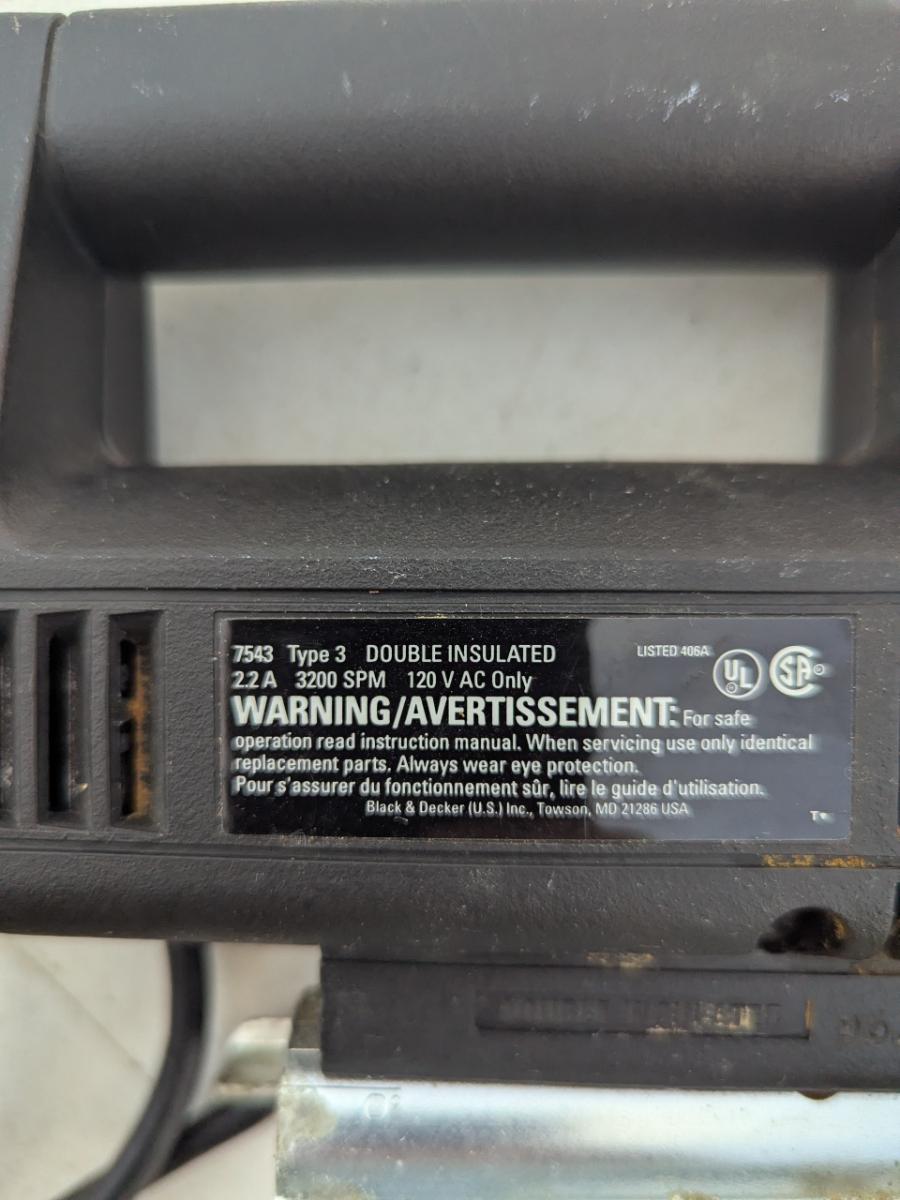 7543 Type 3 DOUBLE INSULATED
LISTED 406A
2.2 A 3200 SPM 120 V AC Only
UL
SA
WARNING/AVERTISSEMENT: For safe
operation read instruction manual. When servicing use only identical
replacement parts. Always wear eye protection.
Pour s'assurer du fonctionnement sûr, lire le guide d'utilisation.
Black & Decker (U.S.) Inc., Towson, MD 21286 USA